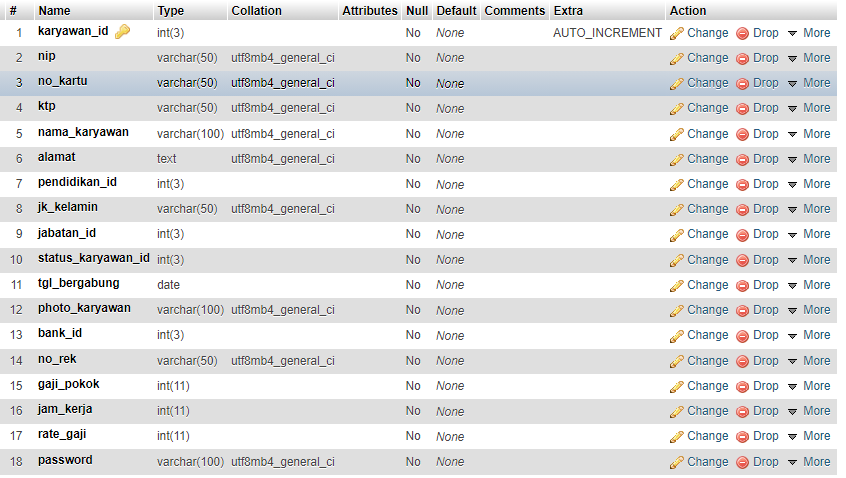 # Name Type Collation Attributes Null Default Comments Extra Action
1 karyawan_id int(3) No None AUTO_INCREMENT Change Drop More
2 nip varchar(50) utf8mb4_general_ci No None Change Drop More
3 no_kartu varchar(50) utf8mb4_general_ci No None Change Drop More
4 ktp varchar(50) utf8mb4_general_ci No None Change Drop More
5 nama_karyawan varchar(100) utf8mb4_general_ci No None Change Drop More
6 alamat text utf8mb4_general_ci No None Change Drop More
7 pendidikan_id int(3) No None Change Drop More
8 jk_kelamin varchar(50) utf8mb4_general_ci No None Change Drop More
9 jabatan_id int(3) No None Change Drop More
10 status_karyawan_id int(3) No None Change Drop More
11 tgl_bergabung date No None Change Drop More
12 photo_karyawan varchar(100) utf8mb4_general_ci No None Change Drop More
13 bank_id int(3) No None Change Drop More
14 no_rek varchar(50) utf8mb4_general_ci No None Change Drop More
15 gaji_pokok int(11) No None Change Drop More
16 jam_kerja int(11) No None Change Drop More
17 rate_gaji int(11) No None Change Drop More
18 password varchar(100) utf8mb4_general_ci No None Change Drop More